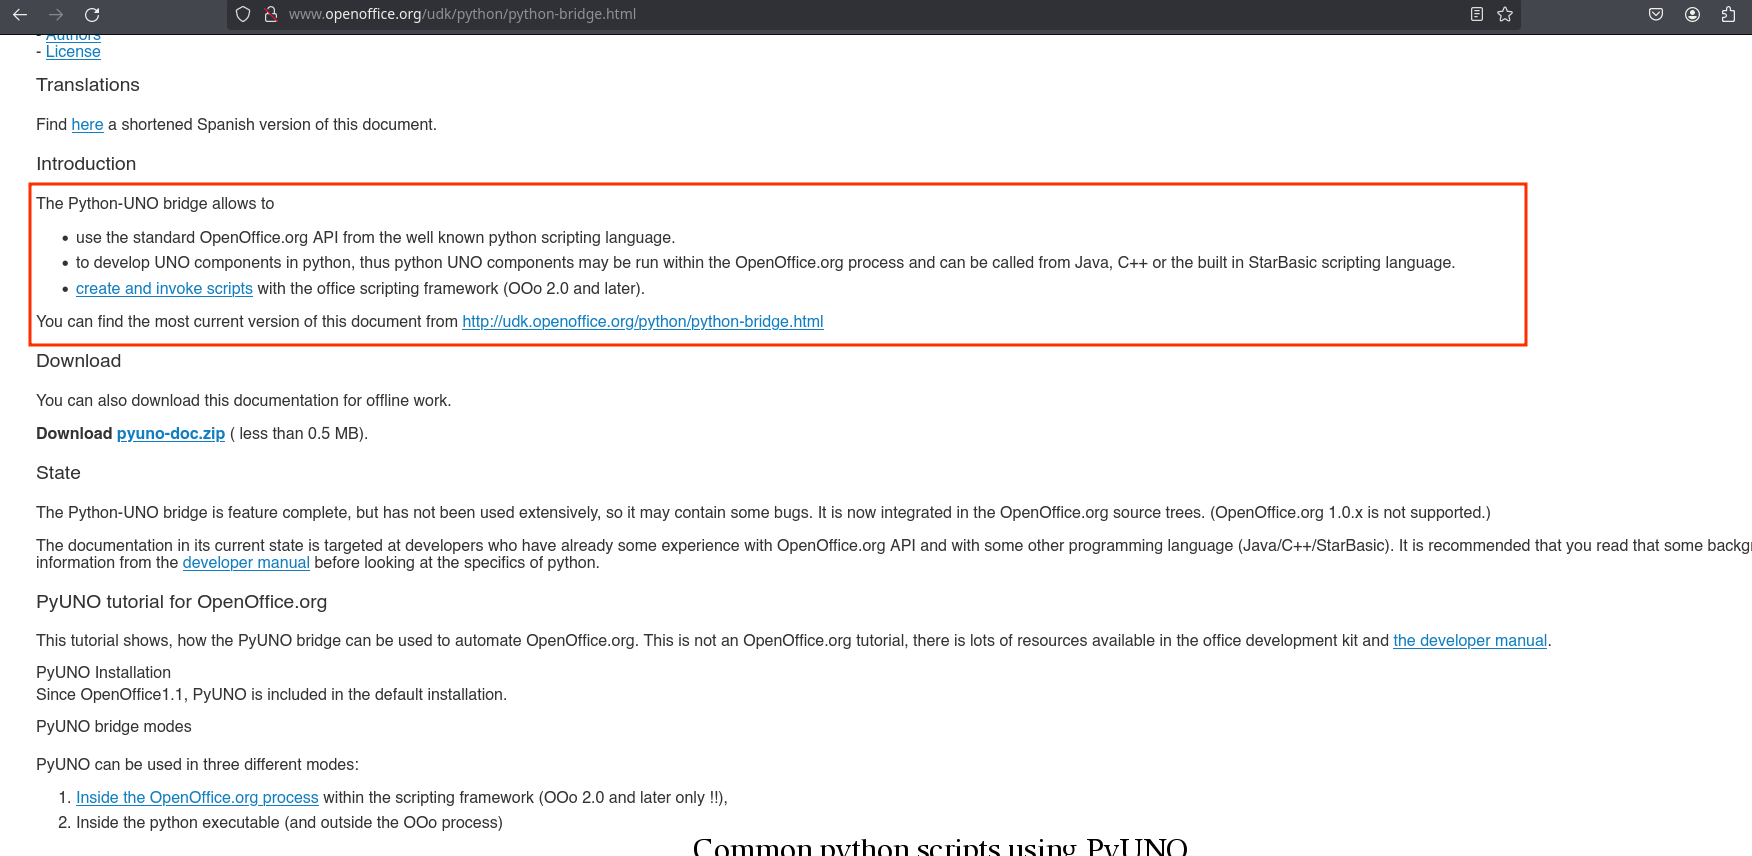 www.openoffice.org/udk/python/python-bridge.html
- Authors
- License
Translations
Find here a shortened Spanish version of this document.
Introduction
The Python-UNO bridge allows to
• use the standard OpenOffice.org API from the well known python scripting language.
• to develop UNO components in python, thus python UNO components may be run within the OpenOffice.org process and can be called from Java, C++ or the built in StarBasic scripting language.
• create and invoke scripts with the office scripting framework (OOo 2.0 and later).
You can find the most current version of this document from http://udk.openoffice.org/python/python-bridge.html
Download
You can also download this documentation for offline work.
Download pyuno-doc.zip ( less than 0.5 MB).
State
The Python-UNO bridge is feature complete, but has not been used extensively, so it may contain some bugs. It is now integrated in the OpenOffice.org source trees. (OpenOffice.org 1.0.x is not supported.)
The documentation in its current state is targeted at developers who have already some experience with OpenOffice.org API and with some other programming language (Java/C++/StarBasic). It is recommended that you read that some backg
information from the developer manual before looking at the specifics of python.
PyUNO tutorial for OpenOffice.org
This tutorial shows, how the PyUNO bridge can be used to automate OpenOffice.org. This is not an OpenOffice.org tutorial, there is lots of resources available in the office development kit and the developer manual.
PyUNO Installation
Since OpenOffice1.1, PyUNO is included in the default installation.
PyUNO bridge modes
PyUNO can be used in three different modes:
1. Inside the OpenOffice.org process within the scripting framework (OOo 2.0 and later only !!),
2. Inside the python executable (and outside the OOo process)
Common python scripts using PyUNO